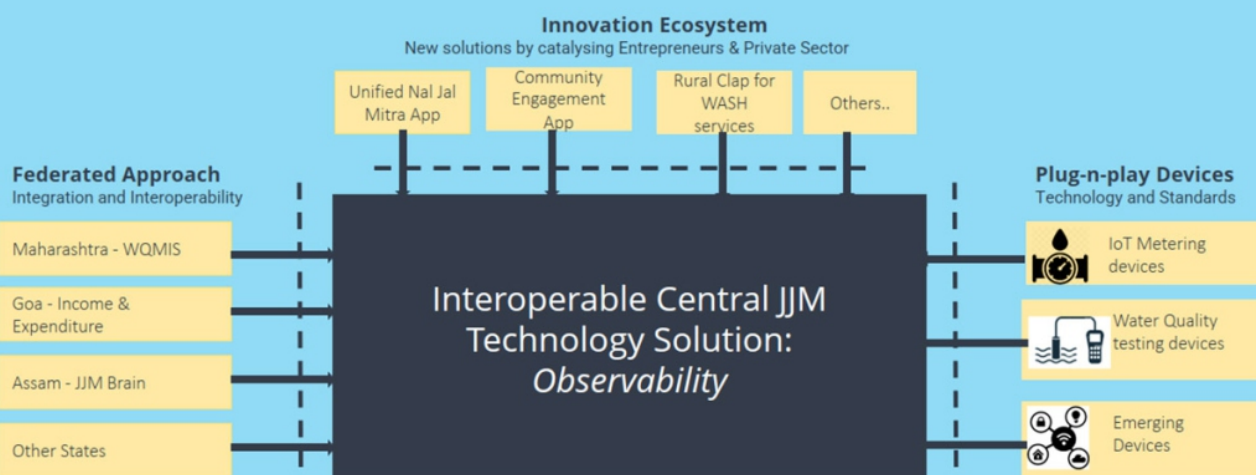 Innovation Ecosystem
New solutions by catalysing Entrepreneurs & Private Sector
Unified Nal Jal
Mitra App
Community
Engagement
App
Rural Clap for
WASH
services
Others..
Federated Approach
Integration and Interoperability
Maharashtra - WQMIS
Goa - Income &
Expenditure
Assam - JJM Brain
Other States
Interoperable Central JJM
Technology Solution:
Observability
Plug-n-play Devices
Technology and Standards
IoT Metering
devices
Water Quality
testing devices
Emerging
Devices